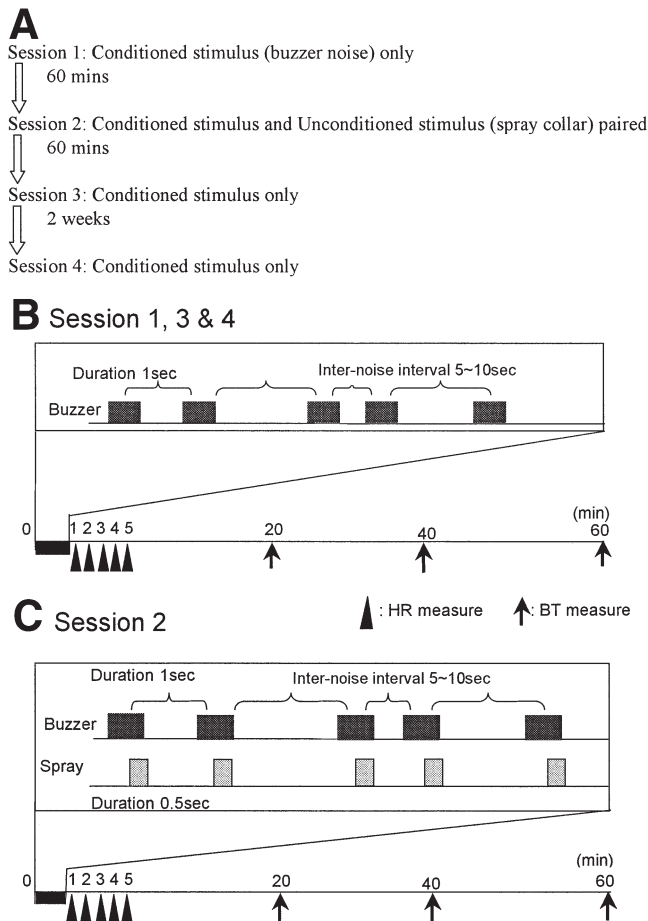 A
Session 1: Conditioned stimulus (buzzer noise) only
60 mins
Session 2: Conditioned stimulus and Unconditioned stimulus (spray collar) paired
60 mins
Session 3: Conditioned stimulus only
2 weeks
Session 4: Conditioned stimulus only
B Session 1, 3 & 4
Duration 1sec Inter-noise interval 5~10sec
Buzzer
(min)
0 1 2 3 4 5 20 40 60
: HR measure : BT measure
C Session 2
Duration 1sec Inter-noise interval 5~10sec
Buzzer
Spray
Duration 0.5sec
(min)
0 1 2 3 4 5 20 40 60